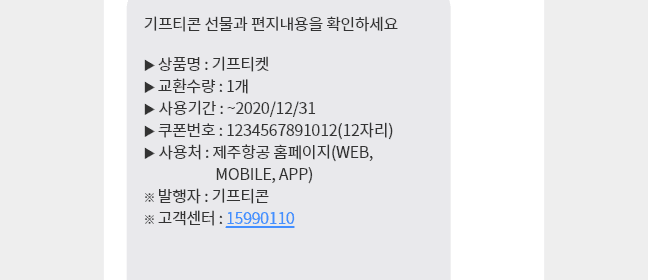 기프티콘 선물과 편지내용을 확인하세요
▶ 상품명 : 기프티켓
▶ 교환수량 : 1개
▶ 사용기간 : ~2020/12/31
▶ 쿠폰번호 : 1234567891012(12자리)
▶ 사용처 : 제주항공 홈페이지(WEB,
MOBILE, APP)
※ 발행자 : 기프티콘
※ 고객센터 : 15990110